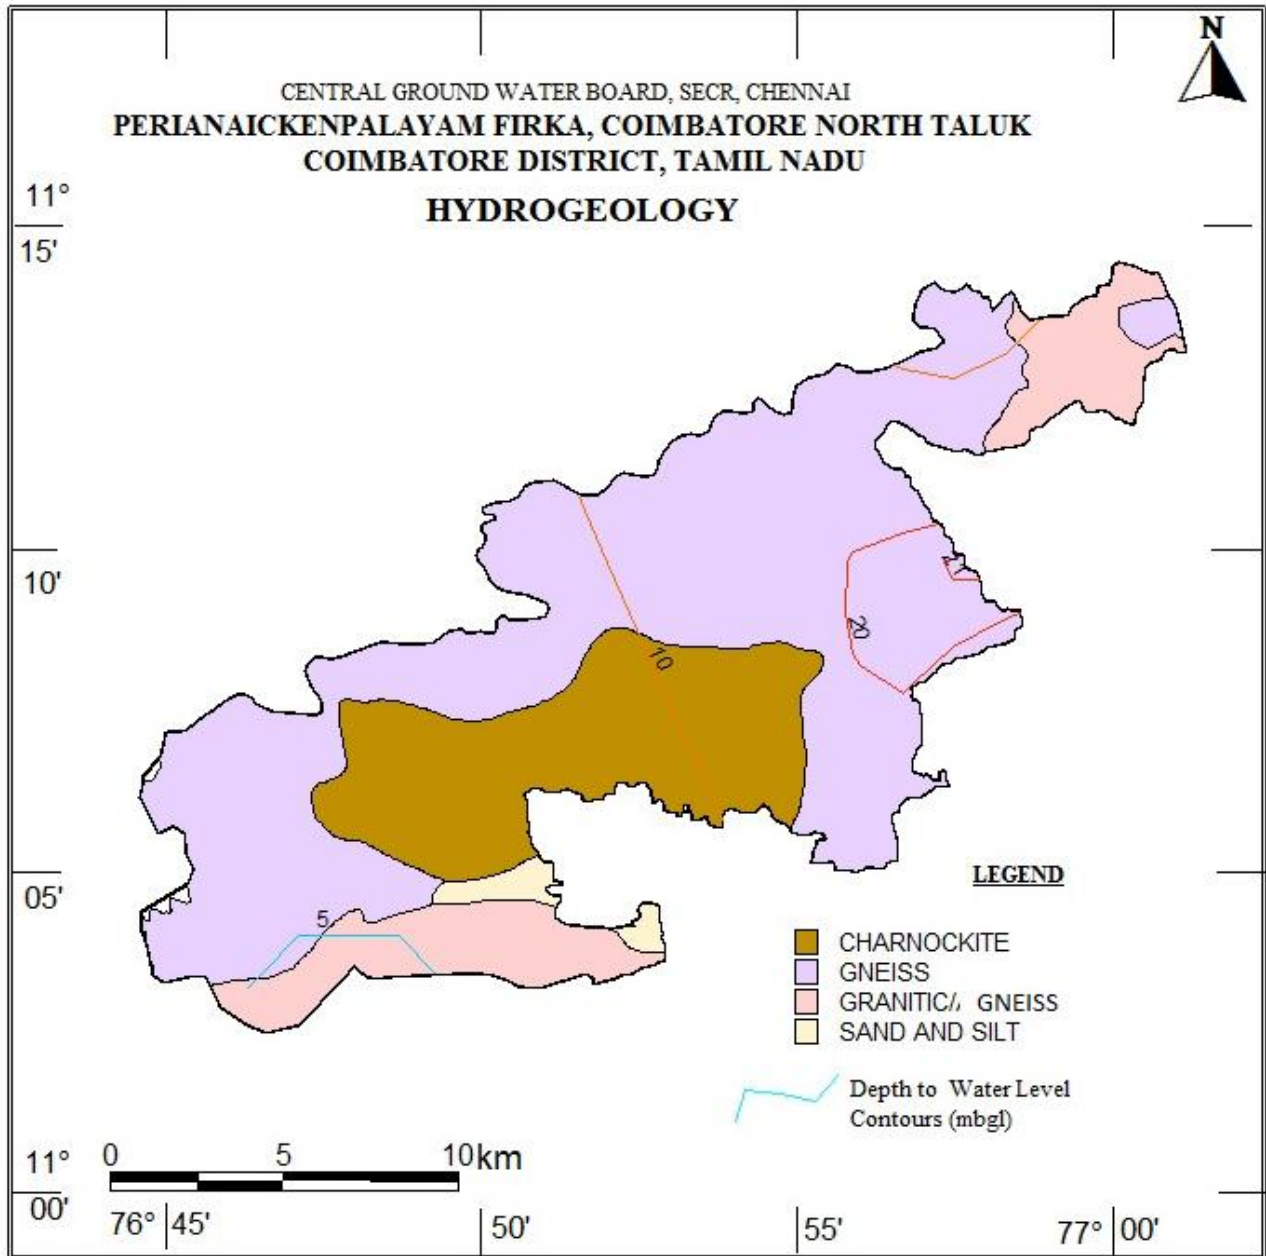 N
CENTRAL GROUND WATER BOARD, SECR, CHENNAI
PERIANAICKENPALAYAM FIRKA, COIMBATORE NORTH TALUK
COIMBATORE DISTRICT, TAMIL NADU
HYDROGEOLOGY
11°
15'
10'
20
10
05'
5
LEGEND
CHARNOCKITE
GNEISS
GRANITIC/ GNEISS
SAND AND SILT
Depth to Water Level
Contours (mbgl)
0 5 10km
11°
00'
76° 45' 50' 55' 77° 00'